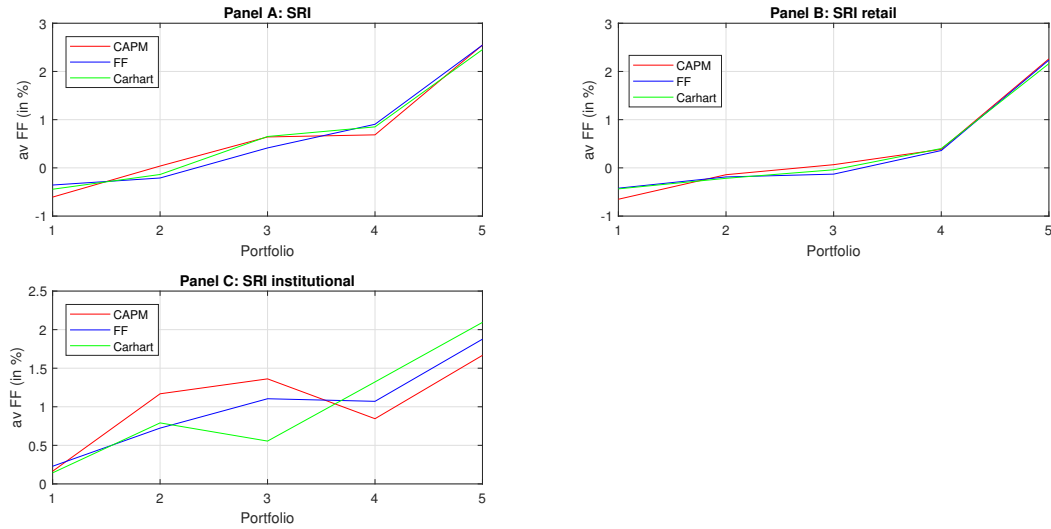 Panel A: SRI
3
2
1
0
-1
av FF (in %)
CAPM
FF
Carhart
1 2 3 4 5
Portfolio
Panel B: SRI retail
3
2
1
0
-1
av FF (in %)
CAPM
FF
Carhart
1 2 3 4 5
Portfolio
Panel C: SRI institutional
2.5
2
1.5
1
0.5
0
av FF (in %)
CAPM
FF
Carhart
1 2 3 4 5
Portfolio